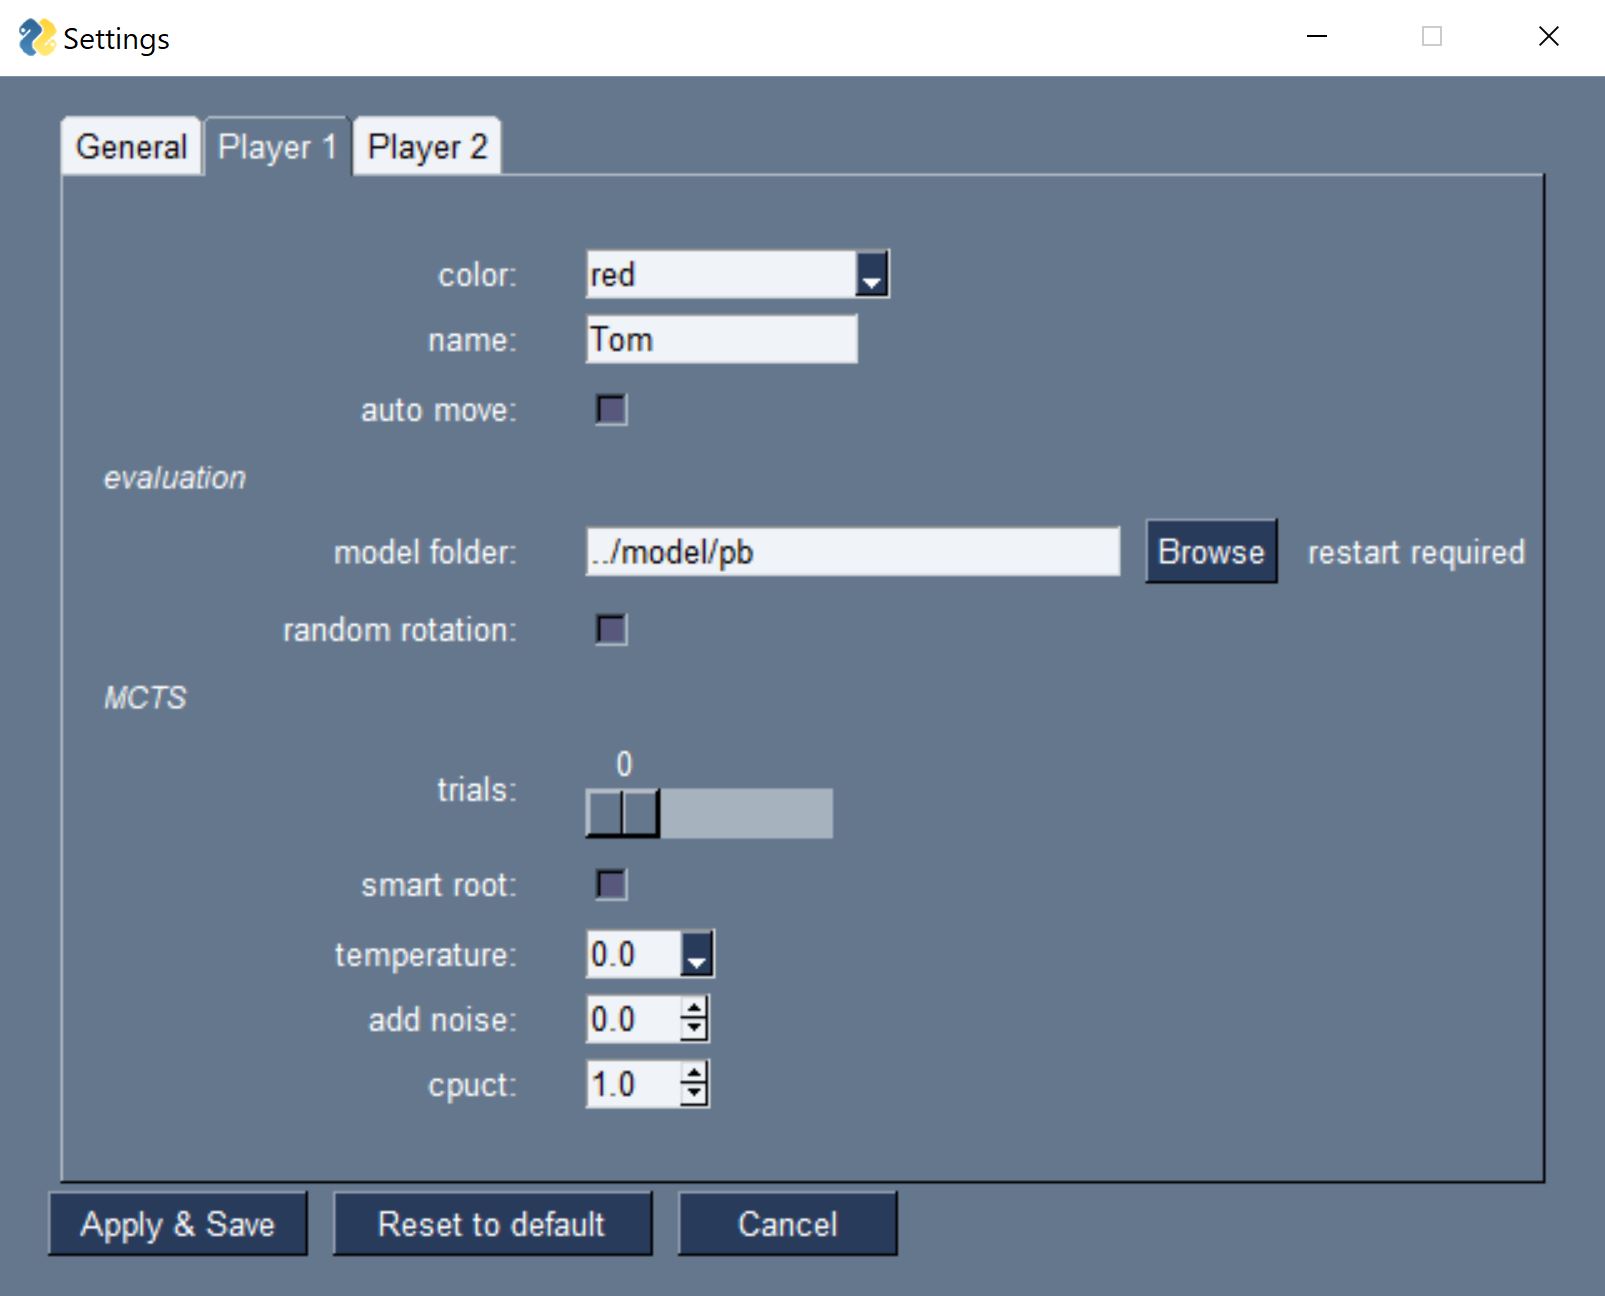 Settings
General Player 1 Player 2
color: red
name: Tom
auto move:
evaluation
model folder: ../model/pb Browse restart required
random rotation:
MCTS
0
trials:
smart root:
temperature: 0.0
add noise: 0.0
cpuct: 1.0
Apply & Save Reset to default Cancel